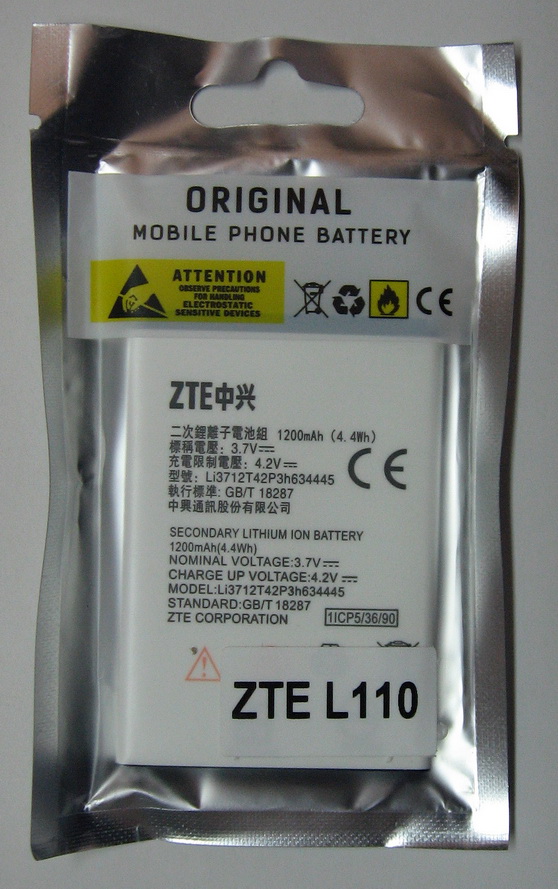 ORIGINAL
MOBILE PHONE BATTERY
ATTENTION
OBSERVE PRECAUTIONS
FOR HANDLING
ELECTROSTATIC
SENSITIVE DEVICES
CE
ZTE中兴
二次鋰離子電池組 1200mAh (4.4Wh)
標稱電壓: 3.7V⎓
充電限制電壓: 4.2V⎓
型號: Li3712T42P3h634445
執行標準: GB/T 18287
中興通訊股份有限公司
CE
SECONDARY LITHIUM ION BATTERY
1200mAh(4.4Wh)
NOMINAL VOLTAGE:3.7V⎓
CHARGE UP VOLTAGE:4.2V⎓
MODEL:Li3712T42P3h634445
STANDARD:GB/T 18287
ZTE CORPORATION 1ICP5/36/90
ZTE L110